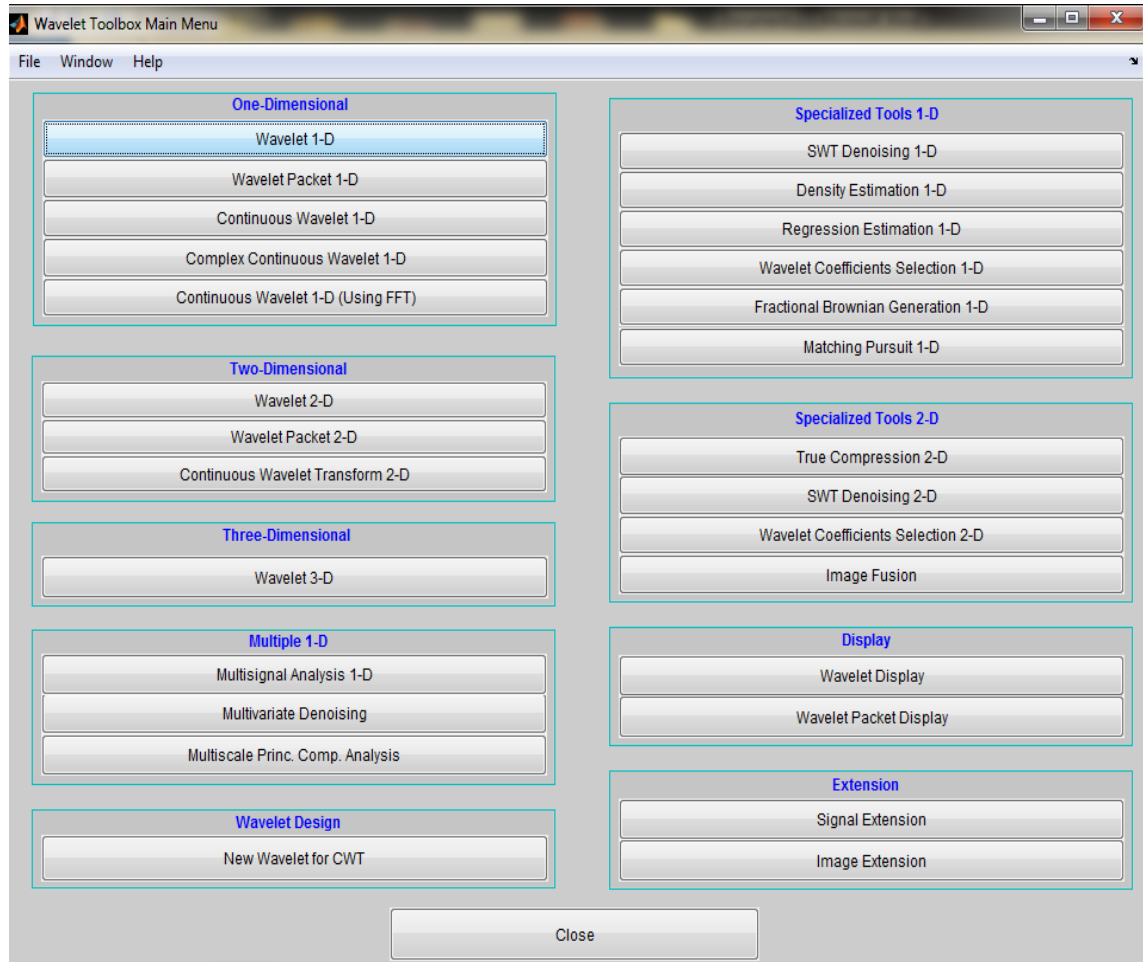 Wavelet Toolbox Main Menu
File Window Help
One-Dimensional
Wavelet 1-D
Wavelet Packet 1-D
Continuous Wavelet 1-D
Complex Continuous Wavelet 1-D
Continuous Wavelet 1-D (Using FFT)
Two-Dimensional
Wavelet 2-D
Wavelet Packet 2-D
Continuous Wavelet Transform 2-D
Three-Dimensional
Wavelet 3-D
Multiple 1-D
Multisignal Analysis 1-D
Multivariate Denoising
Multiscale Princ. Comp. Analysis
Wavelet Design
New Wavelet for CWT
Specialized Tools 1-D
SWT Denoising 1-D
Density Estimation 1-D
Regression Estimation 1-D
Wavelet Coefficients Selection 1-D
Fractional Brownian Generation 1-D
Matching Pursuit 1-D
Specialized Tools 2-D
True Compression 2-D
SWT Denoising 2-D
Wavelet Coefficients Selection 2-D
Image Fusion
Display
Wavelet Display
Wavelet Packet Display
Extension
Signal Extension
Image Extension
Close